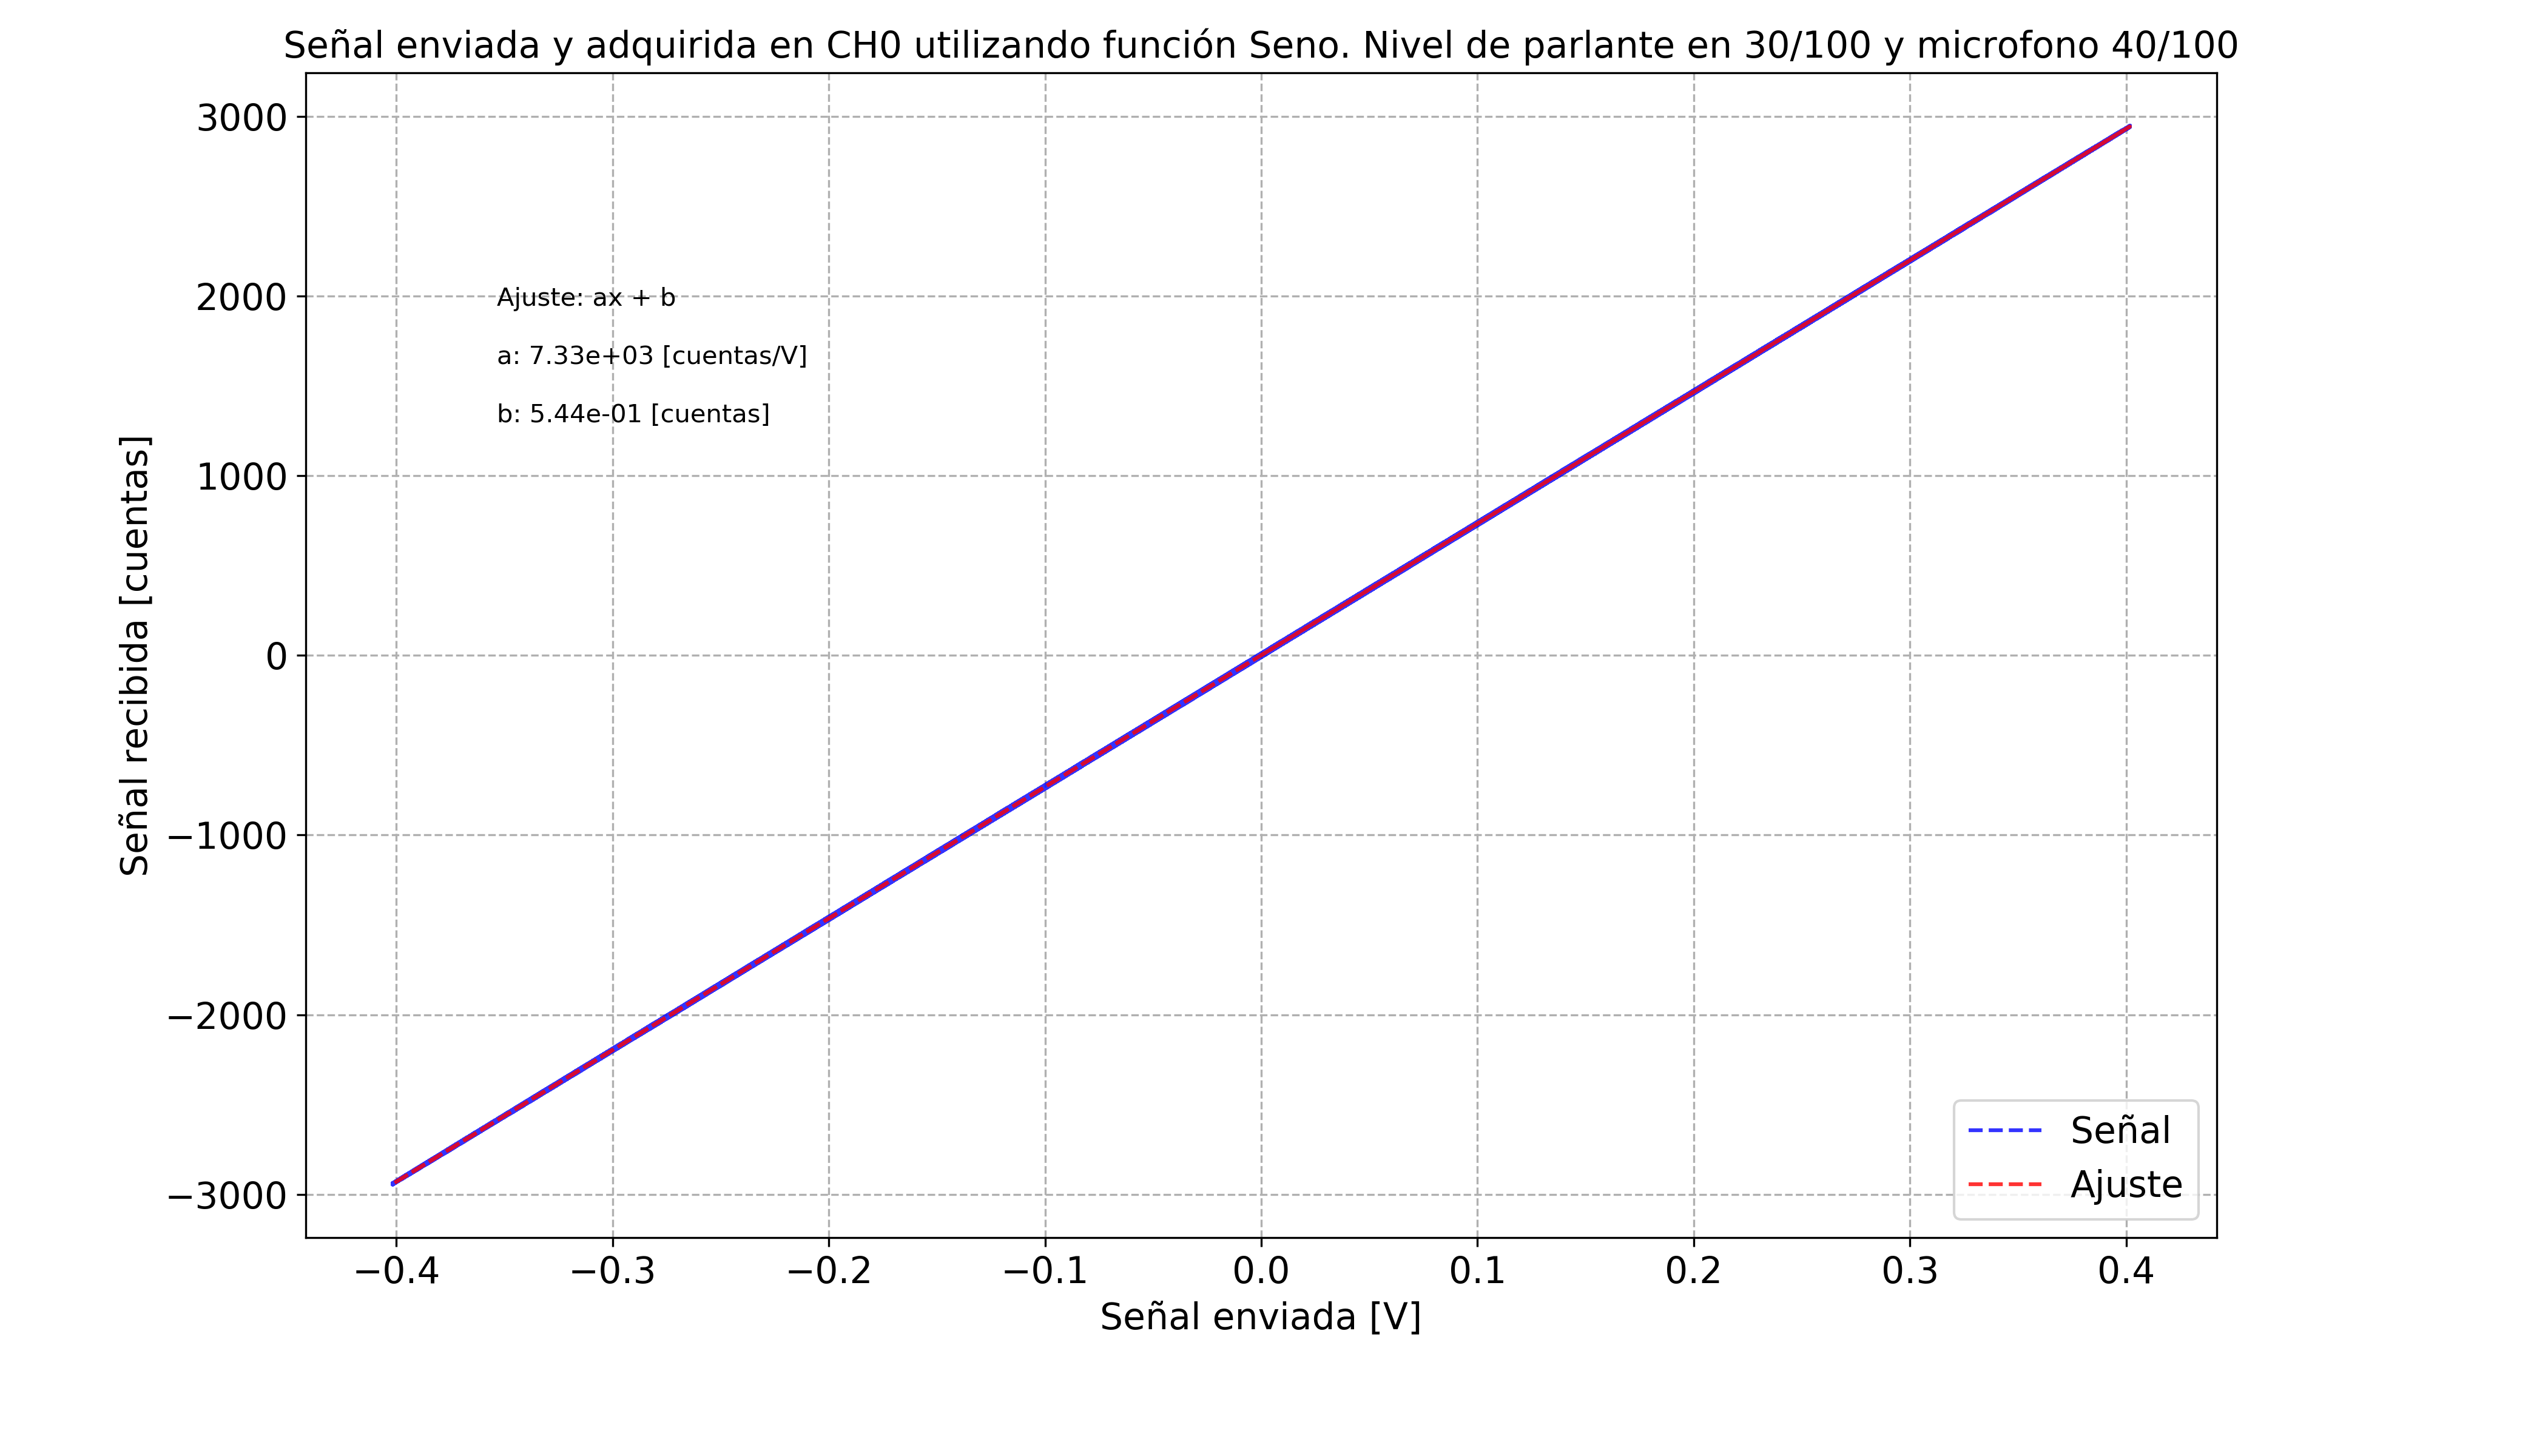 Señal enviada y adquirida en CH0 utilizando función Seno. Nivel de parlante en 30/100 y microfono 40/100
3000
2000
1000
0
−1000
−2000
−3000
Señal recibida [cuentas]
Ajuste: ax + b
a: 7.33e+03 [cuentas/V]
b: 5.44e-01 [cuentas]
Señal
Ajuste
−0.4
−0.3
−0.2
−0.1
0.0
0.1
0.2
0.3
0.4
Señal enviada [V]